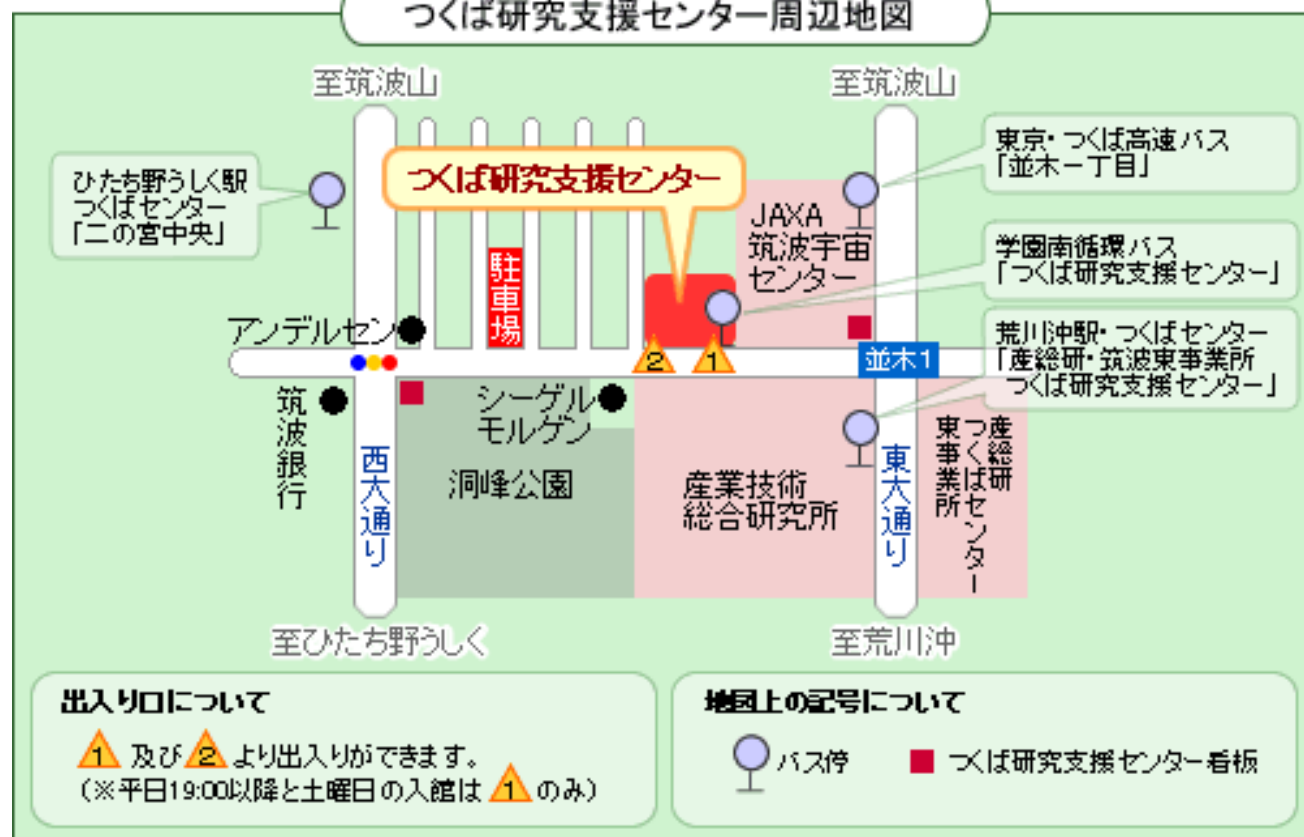 つくば研究支援センター周辺地図
至筑波山
至筑波山
ひたち野うしく駅
つくばセンター
「二の宮中央」
つくば研究支援センター
東京・つくば高速バス
「並木一丁目」
JAXA
筑波宇宙
センター
学園南循環バス
「つくば研究支援センター」
駐車場
アンデルセン
荒川沖駅・つくばセンター
「産総研・筑波東事業所
つくば研究支援センター」
2
1
並木1
筑波銀行
シーゲル
モルゲン
西大通り
洞峰公園
産業技術
総合研究所
東大通り
産総研
つくばセンター
東事業所
至ひたち野うしく
至荒川沖
出入り口について
1 及び 2 より出入りができます。
（※平日19:00以降と土曜日の入館は 1 のみ）
地図上の記号について
バス停
つくば研究支援センター看板